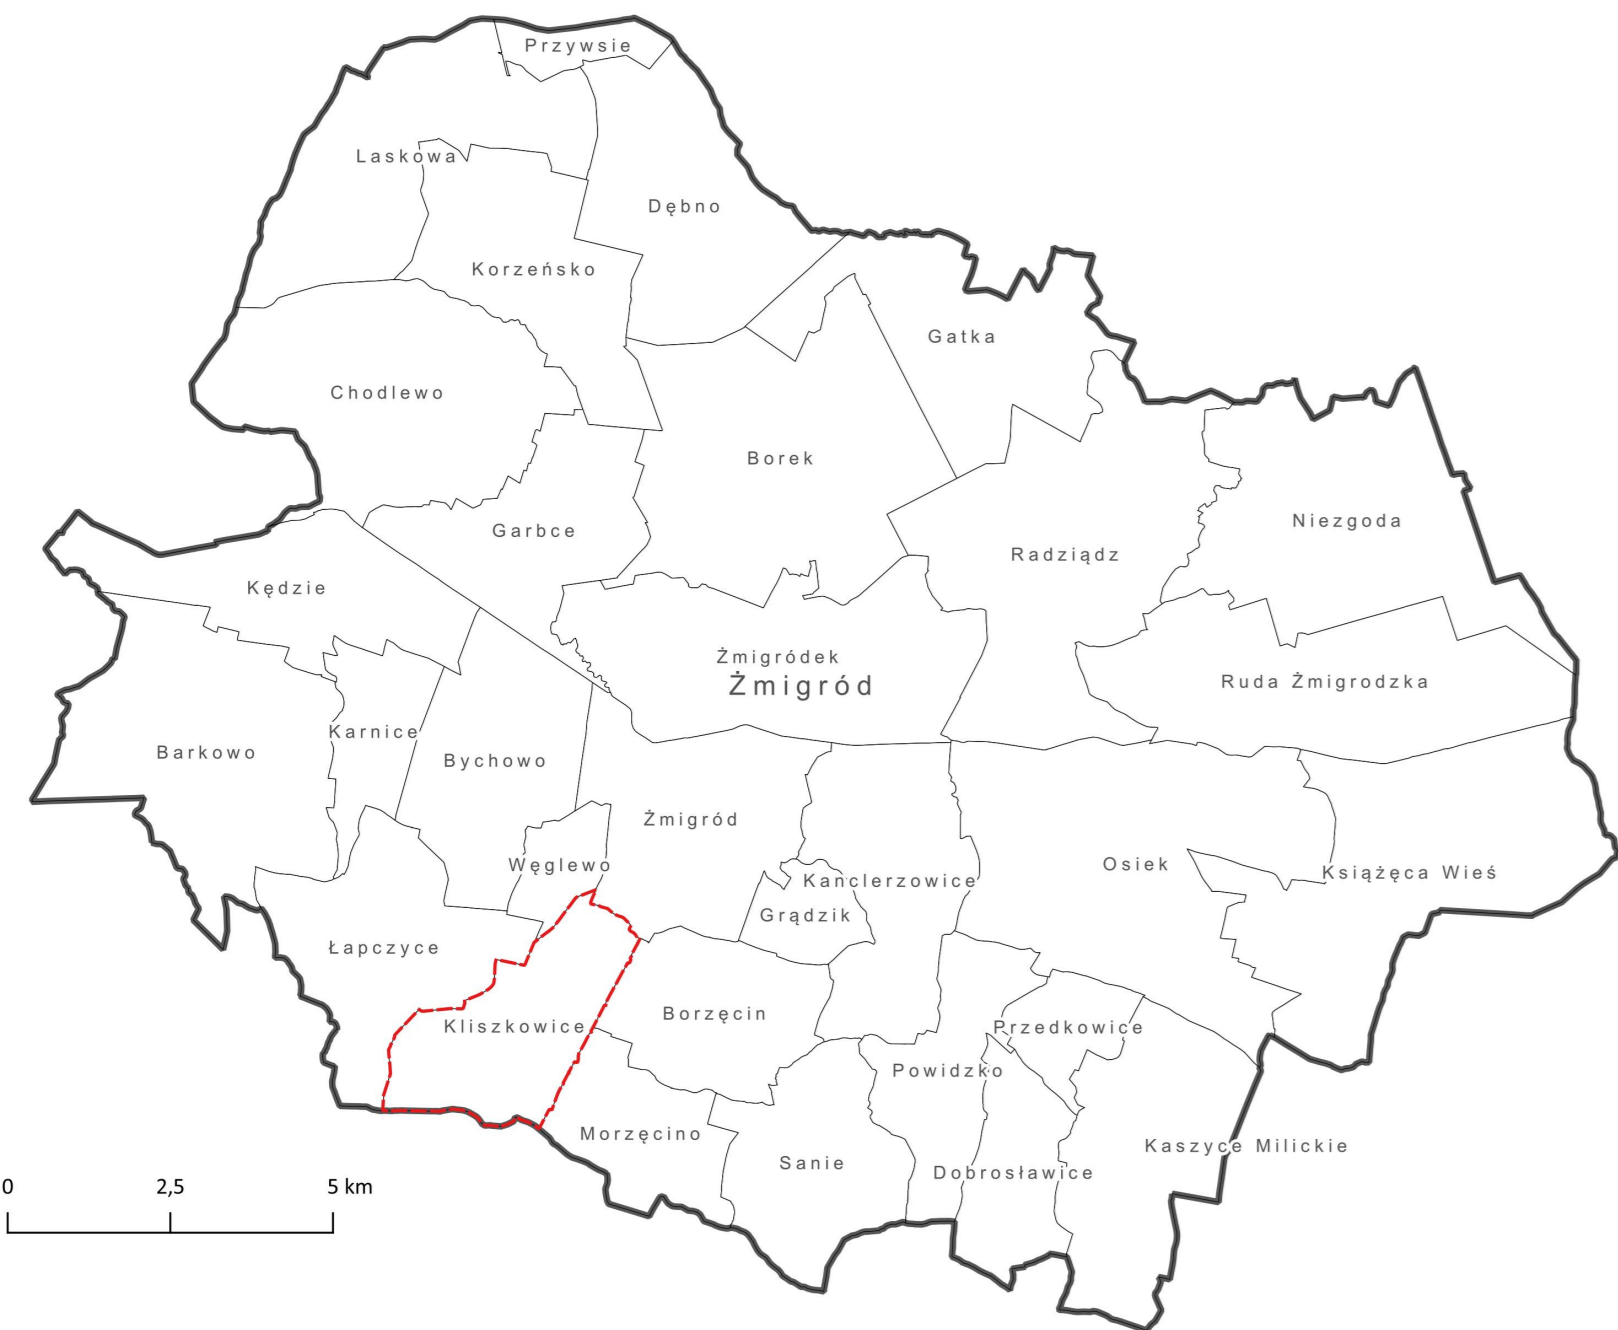 Przywsie
Laskowa
Dębno
Korzeńsko
Gatka
Chodlewo
Borek
Niezgoda
Garbce
Radziądz
Kędzie
Żmigródek
Żmigród
Ruda Żmigrodzka
Karnice
Barkowo
Bychowo
Żmigród
Węglewo
Osiek
Książęca Wieś
Kanclerzowice
Grądzik
Łapczyce
Borzęcin
Kliszkowice
Przedkowice
Powidzko
Morzęcino
Kaszyce Milickie
Sanie
Dobrosławice
0 2,5 5 km